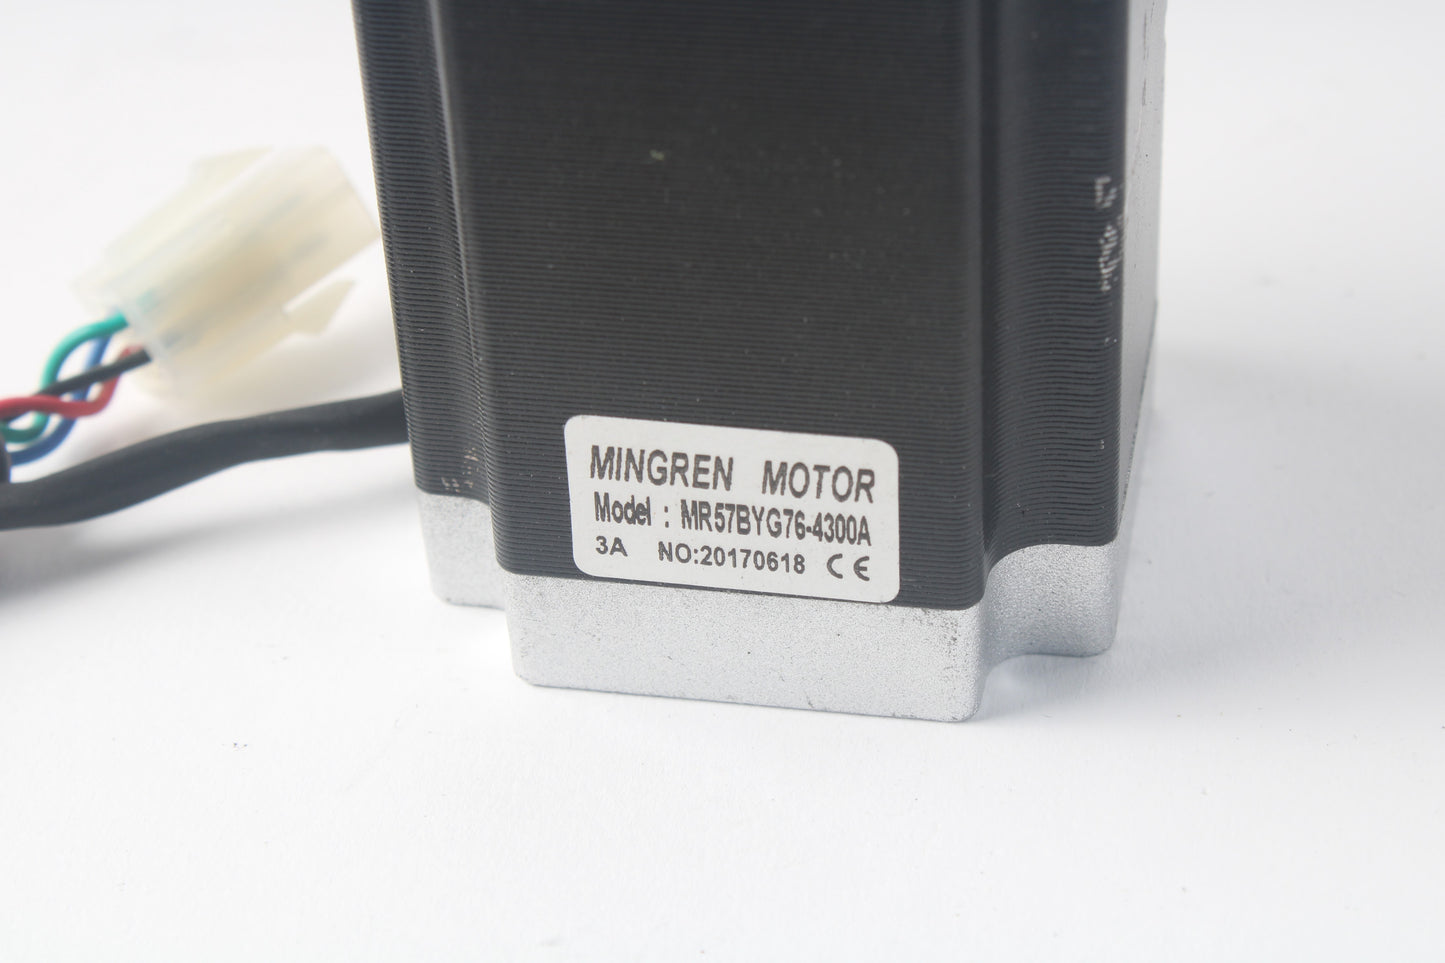 MINGREN MOTOR
Model : MR57BYG76-4300A
3A NO:20170618 CE